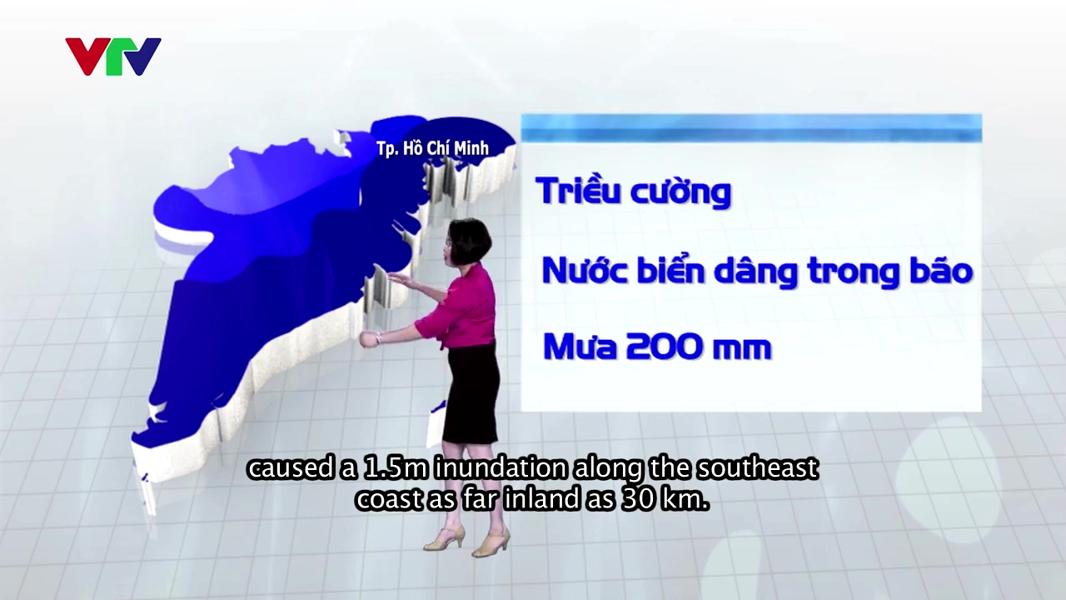 VTV
Tp. Hồ Chí Minh
Triều cường
Nước biển dâng trong bão
Mưa 200 mm
caused a 1.5m inundation along the southeast
coast as far inland as 30 km.